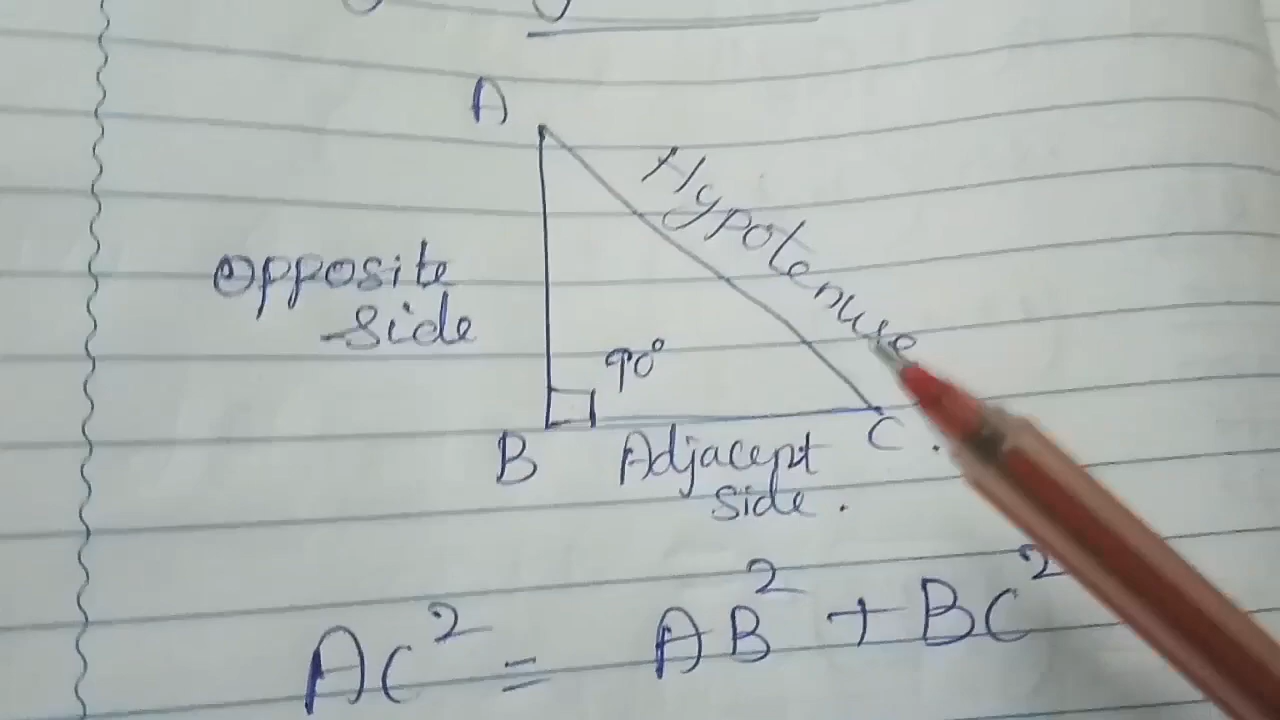 A
Hypotenuse
Opposite
side
90°
B
C.
Adjacent
side.
AC² = AB² + BC²